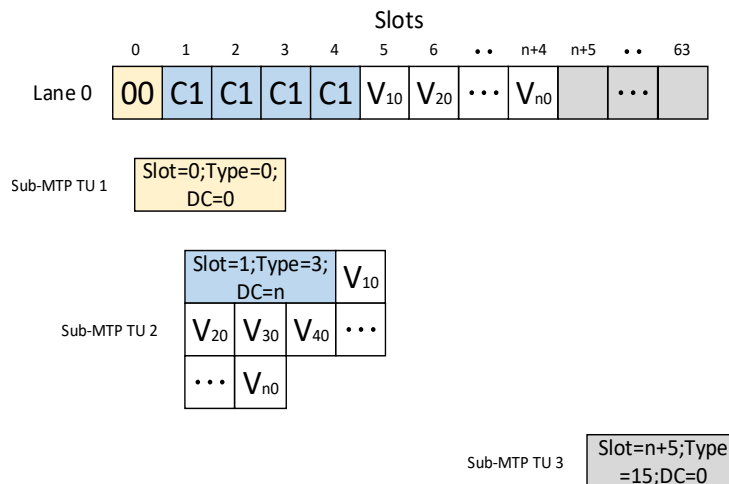 Slots
0 1 2 3 4 5 6 •• n+4 n+5 •• 63
Lane 0 00 C1 C1 C1 C1 V10 V20 ··· Vn0 ···
Sub-MTP TU 1
Slot=0;Type=0;
DC=0
Slot=1;Type=3;
DC=n
V10
Sub-MTP TU 2
V20 V30 V40 ···
··· Vn0
Sub-MTP TU 3
Slot=n+5;Type
=15;DC=0